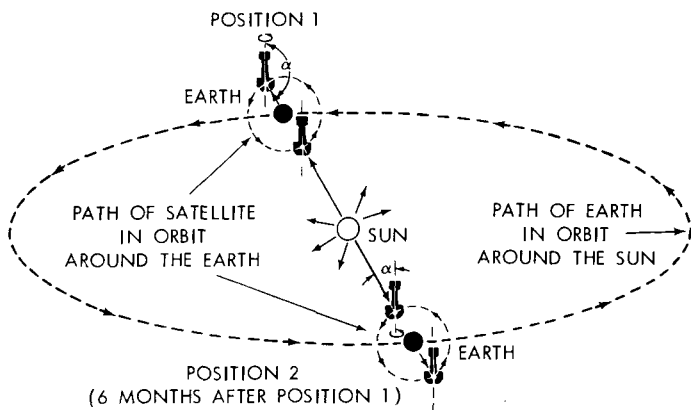 POSITION 1
α
EARTH
PATH OF SATELLITE
IN ORBIT
AROUND THE EARTH
SUN
PATH OF EARTH
IN ORBIT
AROUND THE SUN
α
EARTH
POSITION 2
(6 MONTHS AFTER POSITION 1)